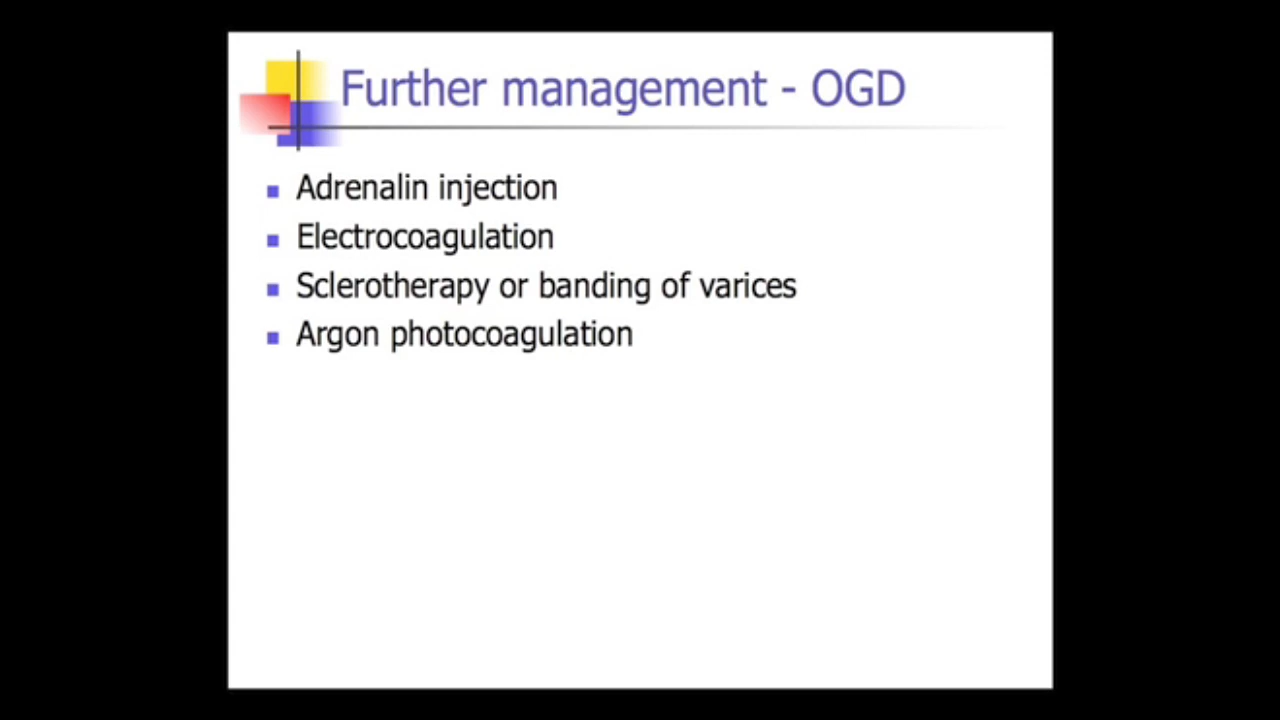 Further management - OGD
Adrenalin injection
Electrocoagulation
Sclerotherapy or banding of varices
Argon photocoagulation